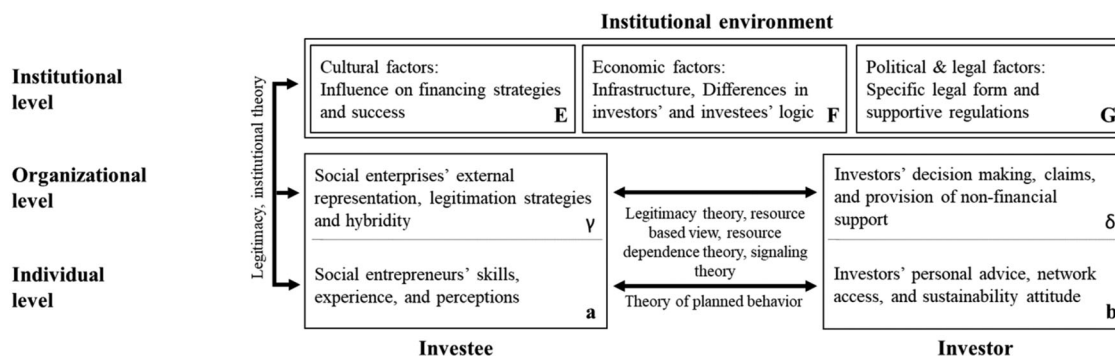 Institutional environment
Institutional
level
Cultural factors:
Influence on financing strategies
and success
E
Economic factors:
Infrastructure, Differences in
investors' and investees' logic
F
Political & legal factors:
Specific legal form and
supportive regulations
G
Legitimacy, institutional theory
Organizational
level
Social enterprises' external
representation, legitimation strategies
and hybridity
γ
Legitimacy theory, resource
based view, resource
dependence theory, signaling
theory
Investors' decision making, claims,
and provision of non-financial
support
δ
Individual
level
Social entrepreneurs' skills,
experience, and perceptions
a
Theory of planned behavior
Investors' personal advice, network
access, and sustainability attitude
b
Investee
Investor